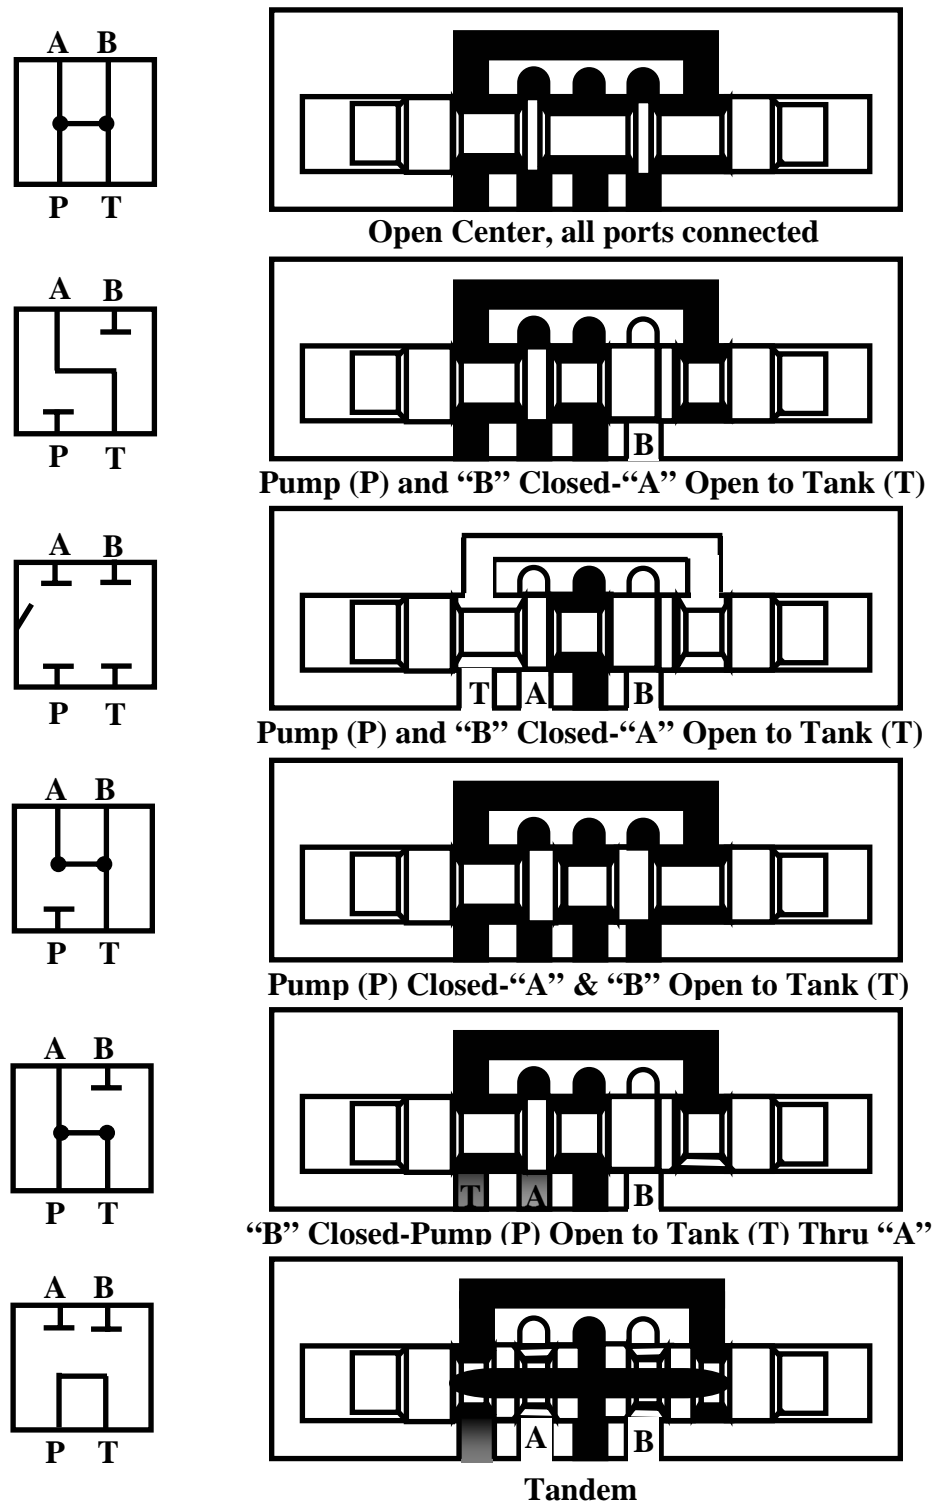 A B
P T
Open Center, all ports connected
A B
P T
B
Pump (P) and “B” Closed-“A” Open to Tank (T)
A B
P T
T A B
Pump (P) and “B” Closed-“A” Open to Tank (T)
A B
P T
Pump (P) Closed-“A” & “B” Open to Tank (T)
A B
P T
T A B
“B” Closed-Pump (P) Open to Tank (T) Thru “A”
A B
P T
A B
Tandem